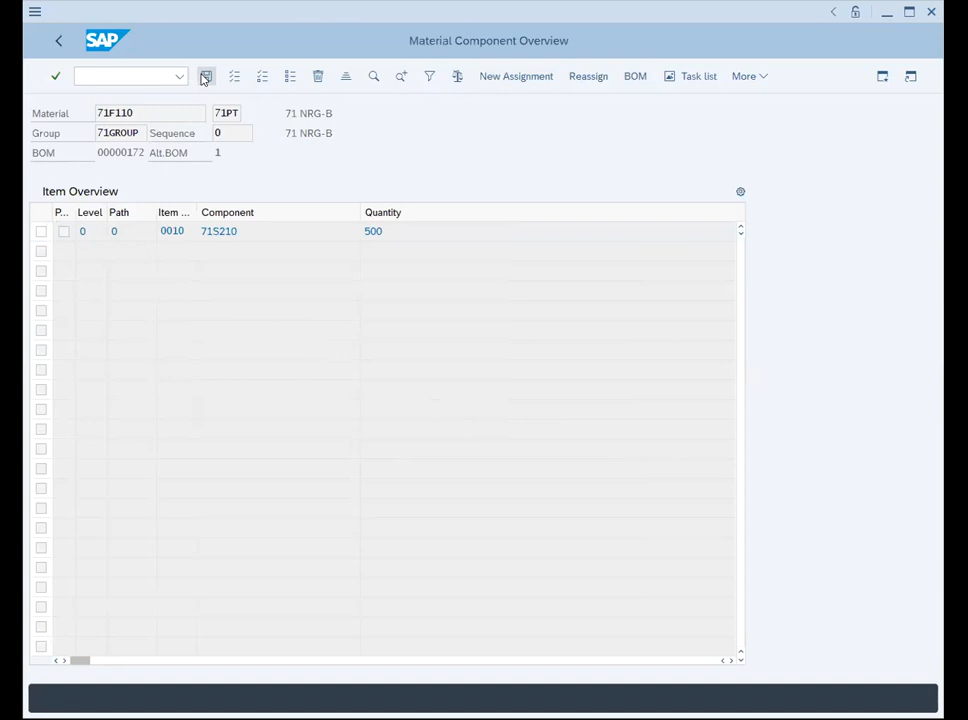 SAP
Material Component Overview
New Assignment Reassign BOM Task list More
Material 71F110 71PT 71 NRG-B
Group 71GROUP Sequence 0 71 NRG-B
BOM 00000172 Alt.BOM 1
Item Overview
P... Level Path Item ... Component Quantity
0 0 0010 71S210 500